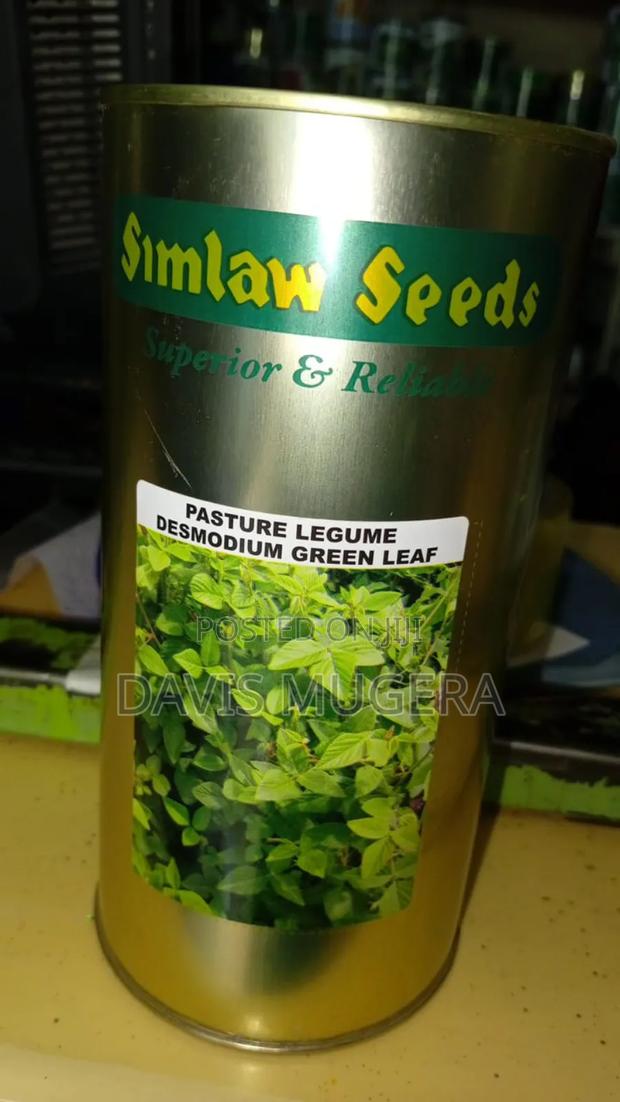 Simlaw Seeds
Superior & Reliable
PASTURE LEGUME
DESMODIUM GREEN LEAF
POSTED ON JIJI
DAVIS MUGERA